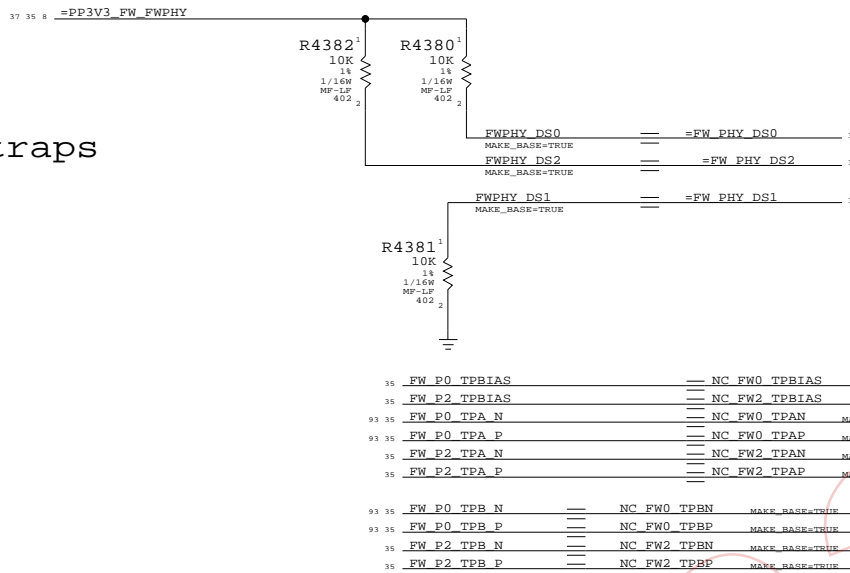 37 35 8 =PP3V3_FW_FWPHY
R4382 1
10K
1%
1/16W
MF-LF
402
2
R4380 1
10K
1%
1/16W
MF-LF
402
2
FWPHY_DS0 =FW_PHY_DS0
MAKE_BASE=TRUE
FWPHY_DS2 =FW_PHY_DS2
MAKE_BASE=TRUE
FWPHY_DS1 =FW_PHY_DS1
MAKE_BASE=TRUE
R4381 1
10K
1%
1/16W
MF-LF
402
2
35 FW_P0_TPBIAS NC_FW0_TPBIAS
35 FW_P2_TPBIAS NC_FW2_TPBIAS
93 35 FW_P0_TPA_N NC_FW0_TPAN
93 35 FW_P0_TPA_P NC_FW0_TPAP
35 FW_P2_TPA_N NC_FW2_TPAN
35 FW_P2_TPA_P NC_FW2_TPAP
93 35 FW_P0_TPB_N NC_FW0_TPBN MAKE_BASE=TRUE
93 35 FW_P0_TPB_P NC_FW0_TPBP MAKE_BASE=TRUE
35 FW_P2_TPB_N NC_FW2_TPBN MAKE_BASE=TRUE
35 FW_P2_TPB_P NC_FW2_TPBP MAKE_BASE=TRUE